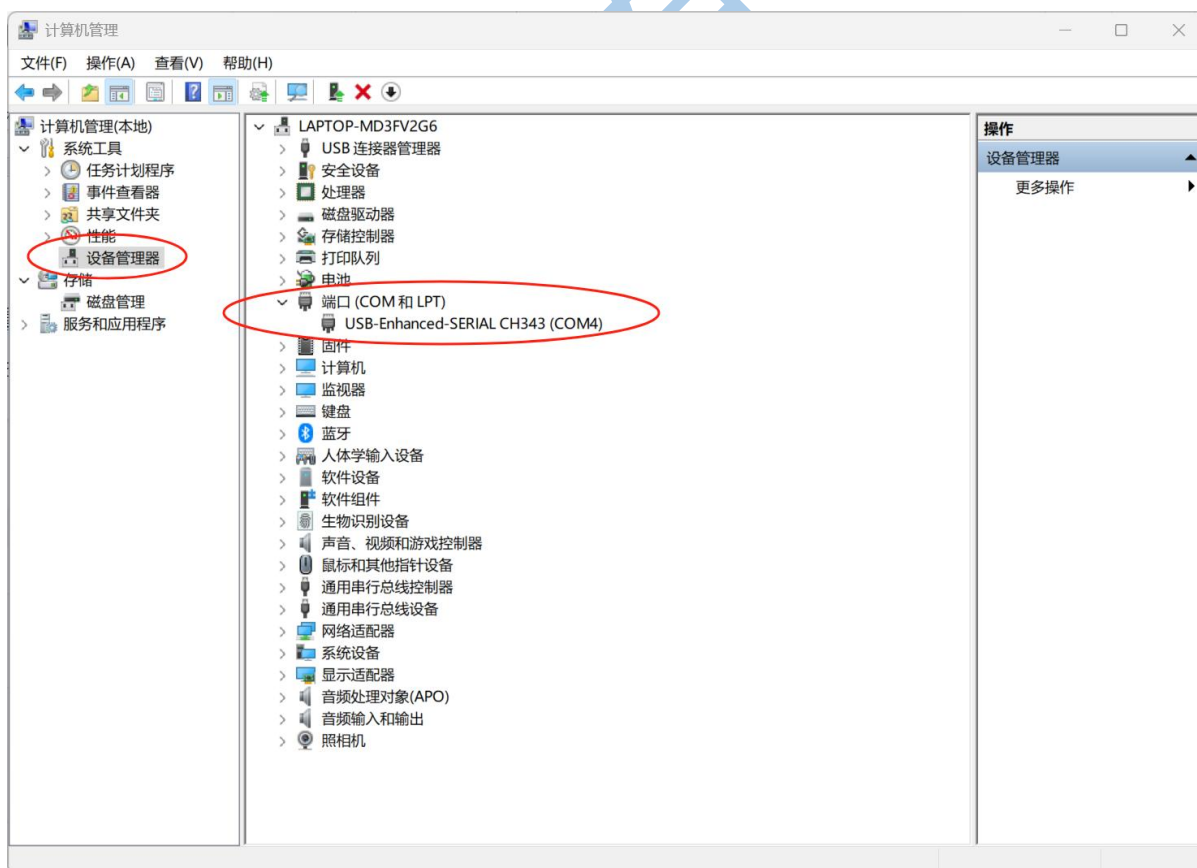 计算机管理
文件(F) 操作(A) 查看(V) 帮助(H)
计算机管理(本地)
系统工具
任务计划程序
事件查看器
共享文件夹
性能
设备管理器
存储
磁盘管理
服务和应用程序
LAPTOP-MD3FV2G6
USB 连接器管理器
安全设备
处理器
磁盘驱动器
存储控制器
打印队列
电池
端口 (COM 和 LPT)
USB-Enhanced-SERIAL CH343 (COM4)
固件
计算机
监视器
键盘
蓝牙
人体学输入设备
软件设备
软件组件
生物识别设备
声音、视频和游戏控制器
鼠标和其他指针设备
通用串行总线控制器
通用串行总线设备
网络适配器
系统设备
显示适配器
音频处理对象(APO)
音频输入和输出
照相机
操作
设备管理器
更多操作